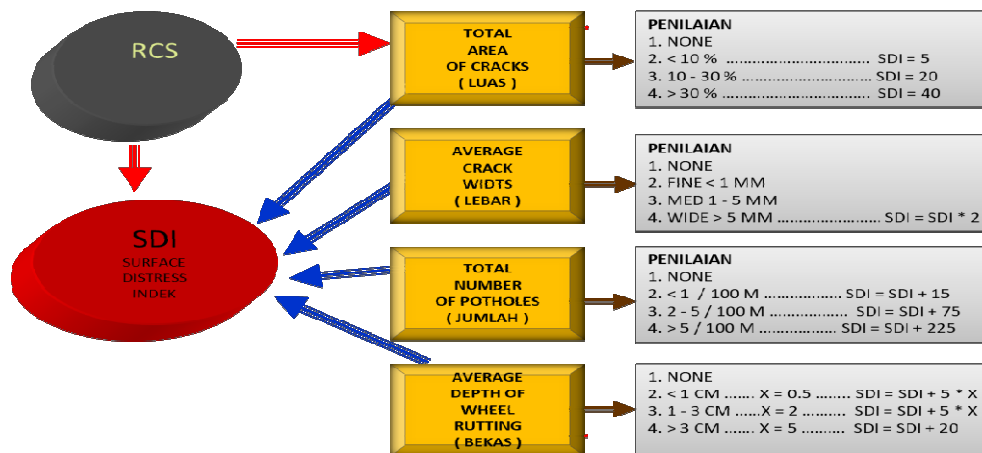 RCS
SDI
SURFACE
DISTRESS
INDEK
TOTAL
AREA
OF CRACKS
( LUAS )
PENILAIAN
1. NONE
2. < 10 % ................................ SDI = 5
3. 10 - 30 % .............................. SDI = 20
4. > 30 % ................................. SDI = 40
AVERAGE
CRACK
WIDTS
( LEBAR )
PENILAIAN
1. NONE
2. FINE < 1 MM
3. MED 1 - 5 MM
4. WIDE > 5 MM ....................... SDI = SDI * 2
TOTAL
NUMBER
OF POTHOLES
( JUMLAH )
PENILAIAN
1. NONE
2. < 1 / 100 M .................. SDI = SDI + 15
3. 2 - 5 / 100 M .................. SDI = SDI + 75
4. > 5 / 100 M .................. SDI = SDI + 225
AVERAGE
DEPTH OF
WHEEL
RUTTING
( BEKAS )
1. NONE
2. < 1 CM ...... X = 0.5 ....... SDI = SDI + 5 * X
3. 1 - 3 CM ......X = 2 ........ SDI = SDI + 5 * X
4. > 3 CM ....... X = 5 .......... SDI = SDI + 20